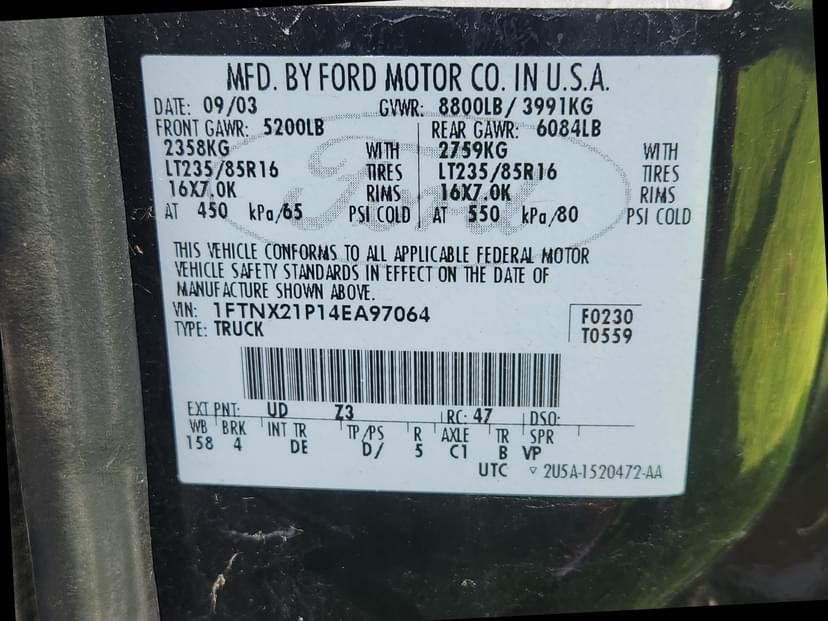 MFD. BY FORD MOTOR CO. IN U.S.A.
DATE: 09/03 GVWR: 8800LB/ 3991KG
FRONT GAWR: 5200LB REAR GAWR: 6084LB
2358KG WITH 2759KG WITH
LT235/85R16 TIRES LT235/85R16 TIRES
16X7.0K RIMS 16X7.0K RIMS
AT 450 kPa/65 PSI COLD AT 550 kPa/80 PSI COLD
Ford
THIS VEHICLE CONFORMS TO ALL APPLICABLE FEDERAL MOTOR
VEHICLE SAFETY STANDARDS IN EFFECT ON THE DATE OF
MANUFACTURE SHOWN ABOVE.
VIN: 1FTNX21P14EA97064 F0230
TYPE: TRUCK T0559
EXT PNT: UD Z3 RC: 47 DSO:
WB BRK INT TR TP/PS R AXLE TR SPR
158 4 DE D/ 5 C1 B VP
UTC ▽ 2U5A-1520472-AA